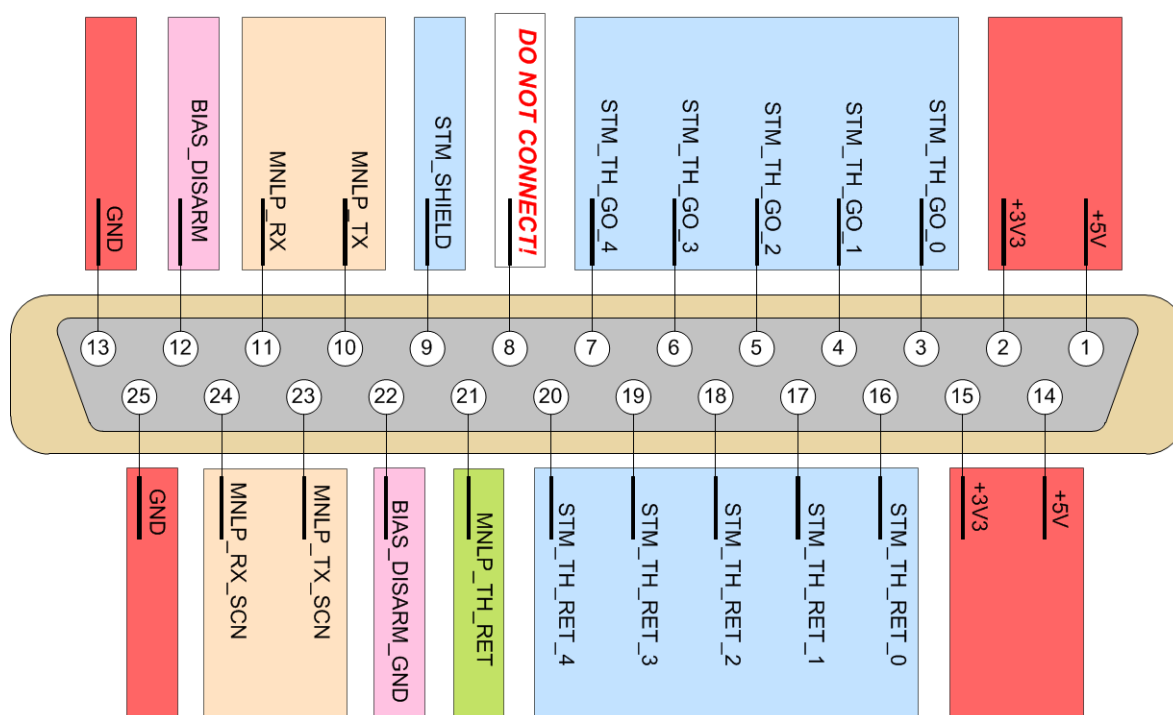 GND
BIAS_DISARM
MNLP_RX
MNLP_TX
STM_SHIELD
DO NOT CONNECT!
STM_TH_GO_4
STM_TH_GO_3
STM_TH_GO_2
STM_TH_GO_1
STM_TH_GO_0
+3V3
+5V
13
12
11
10
9
8
7
6
5
4
3
2
1
25
24
23
22
21
20
19
18
17
16
15
14
GND
MNLP_RX_SCN
MNLP_TX_SCN
BIAS_DISARM_GND
MNLP_TH_RET
STM_TH_RET_4
STM_TH_RET_3
STM_TH_RET_2
STM_TH_RET_1
STM_TH_RET_0
+3V3
+5V